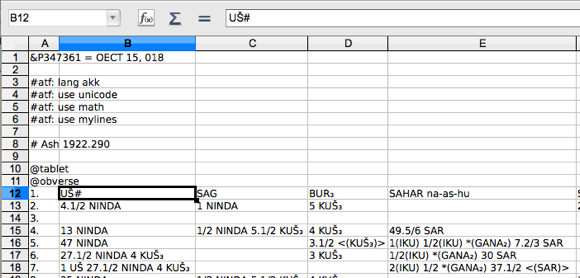 B12 f(x) Σ = UŠ#
A B C D E
1 &P347361 = OECT 15, 018
2
3 #atf: lang akk
4 #atf: use unicode
5 #atf: use math
6 #atf: use mylines
7
8 # Ash 1922.290
9
10 @tablet
11 @obverse
12 1. UŠ# SAG BUR₃ SAHAR na-as-hu
13 2. 4.1/2 NINDA 1 NINDA 5 KUŠ₃
14 3.
15 4. 13 NINDA 1/2 NINDA 5.1/2 KUŠ₃ 4 KUŠ₃ 49.5/6 SAR
16 5. 47 NINDA 3.1/2 <(KUŠ₃)> 1(IKU) 1/2(IKU) *(GANA₂) 7.2/3 SAR
17 6. 27.1/2 NINDA 4 KUŠ₃ 3 KUŠ₃ 1/2(IKU) *(GANA₂) 30 SAR
18 7. 1 UŠ 27.1/2 NINDA 4 KUŠ₃ 2(IKU) 1/2 *(GANA₂) 37.1/2 <(SAR)>